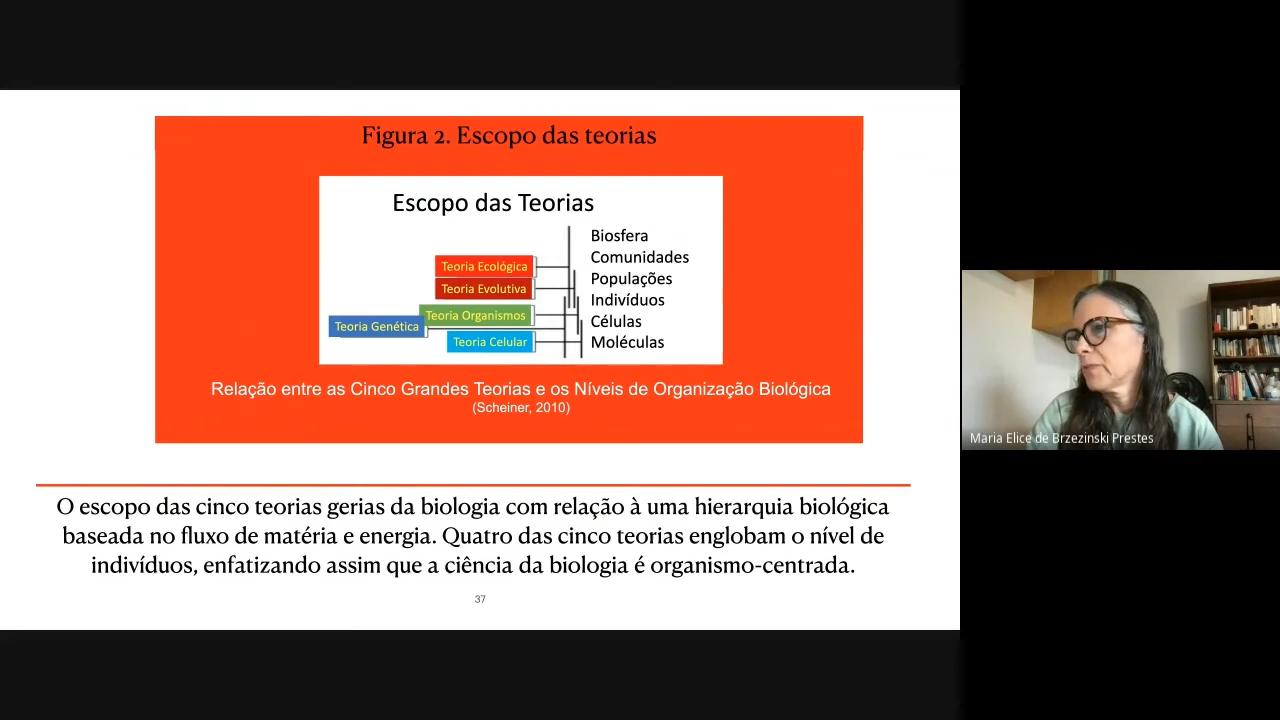 Figura 2. Escopo das teorias
Escopo das Teorias
Biosfera
Comunidades
Populações
Indivíduos
Células
Moléculas
Teoria Ecológica
Teoria Evolutiva
Teoria Organismos
Teoria Genética
Teoria Celular
Relação entre as Cinco Grandes Teorias e os Níveis de Organização Biológica
(Scheiner, 2010)
O escopo das cinco teorias gerias da biologia com relação à uma hierarquia biológica
baseada no fluxo de matéria e energia. Quatro das cinco teorias englobam o nível de
indivíduos, enfatizando assim que a ciência da biologia é organismo-centrada.
37
Maria Elice de Brzezinski Prestes